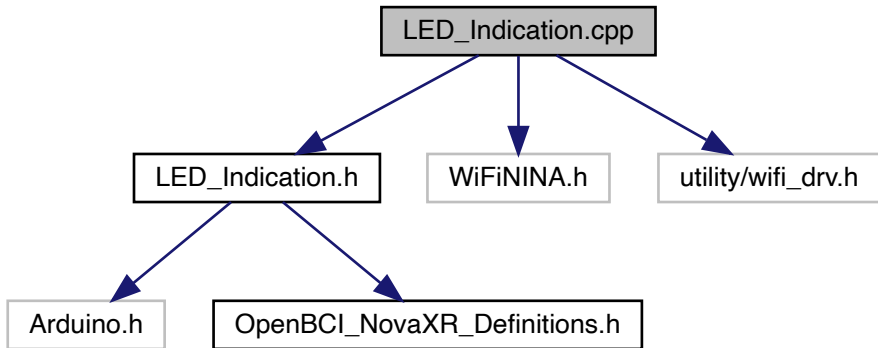 LED_Indication.cpp
LED_Indication.h
WiFiNINA.h
utility/wifi_drv.h
Arduino.h
OpenBCI_NovaXR_Definitions.h